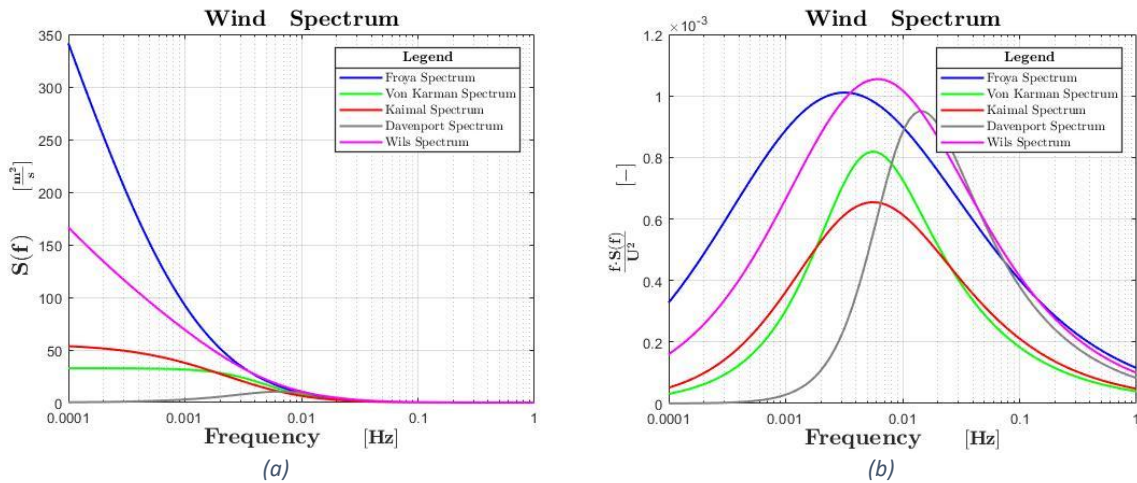 Wind Spectrum
350
300
250
200
150
100
50
0
S(f) [m²/s]
0.0001 0.001 0.01 0.1 1
Frequency [Hz]
Legend
Froya Spectrum
Von Karman Spectrum
Kaimal Spectrum
Davenport Spectrum
Wils Spectrum
(a)
Wind Spectrum
×10⁻³
1.2
1
0.8
0.6
0.4
0.2
0
f·S(f)/U² [−]
0.0001 0.001 0.01 0.1 1
Frequency [Hz]
Legend
Froya Spectrum
Von Karman Spectrum
Kaimal Spectrum
Davenport Spectrum
Wils Spectrum
(b)